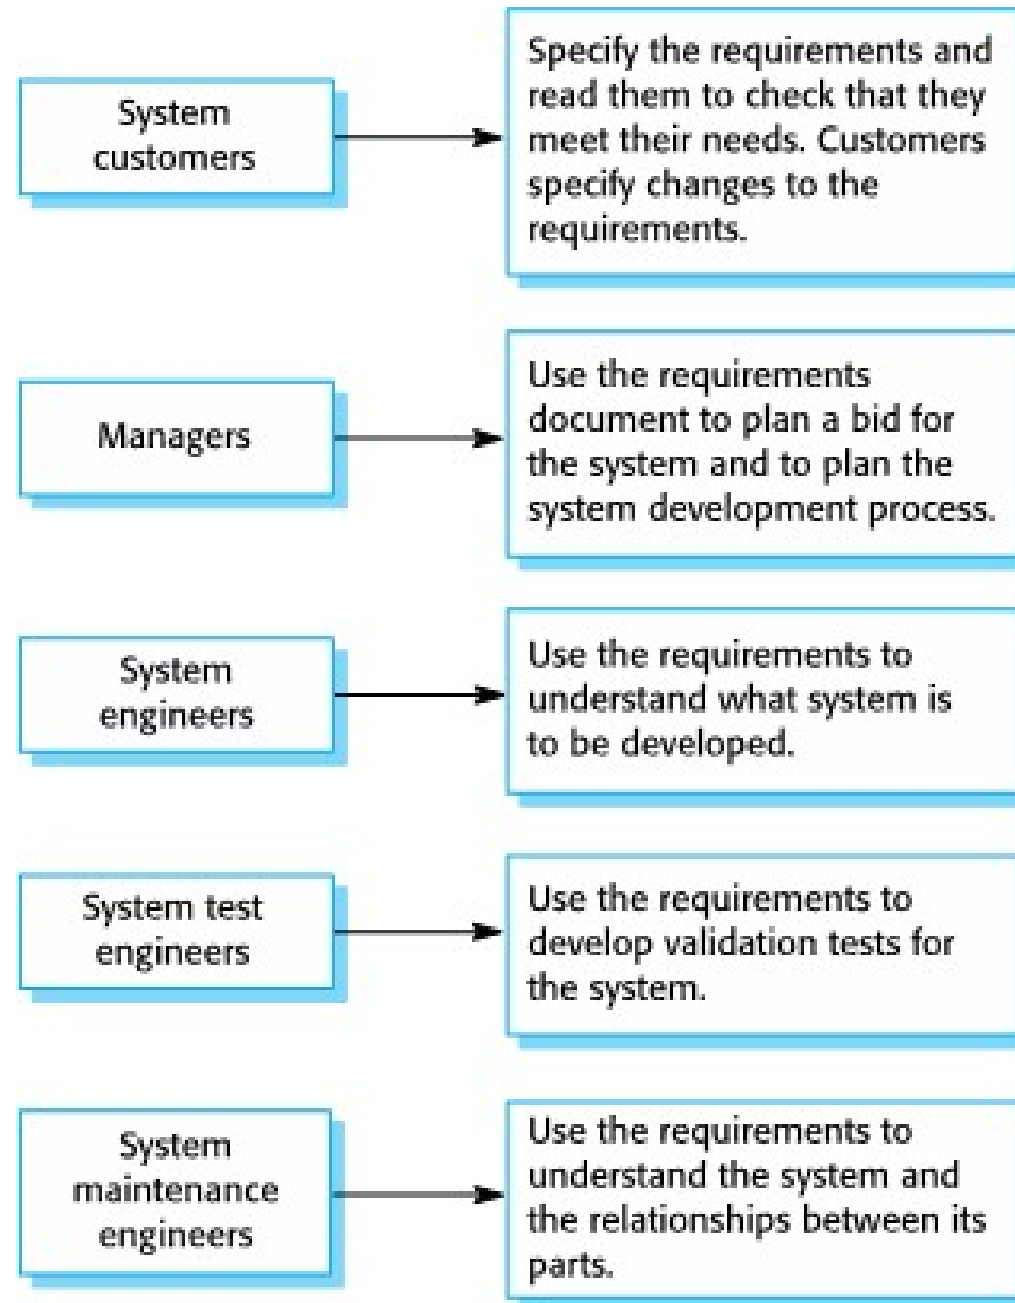 System
customers
Specify the requirements and
read them to check that they
meet their needs. Customers
specify changes to the
requirements.
Managers
Use the requirements
document to plan a bid for
the system and to plan the
system development process.
System
engineers
Use the requirements to
understand what system is
to be developed.
System test
engineers
Use the requirements to
develop validation tests for
the system.
System
maintenance
engineers
Use the requirements to
understand the system and
the relationships between its
parts.